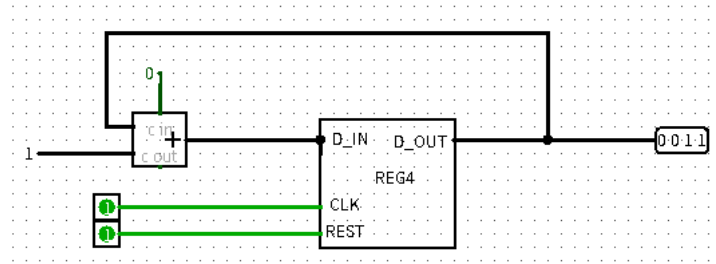 0
c in
+
1
c out
D_IN
D_OUT
0011
REG4
CLK
1
REST
1